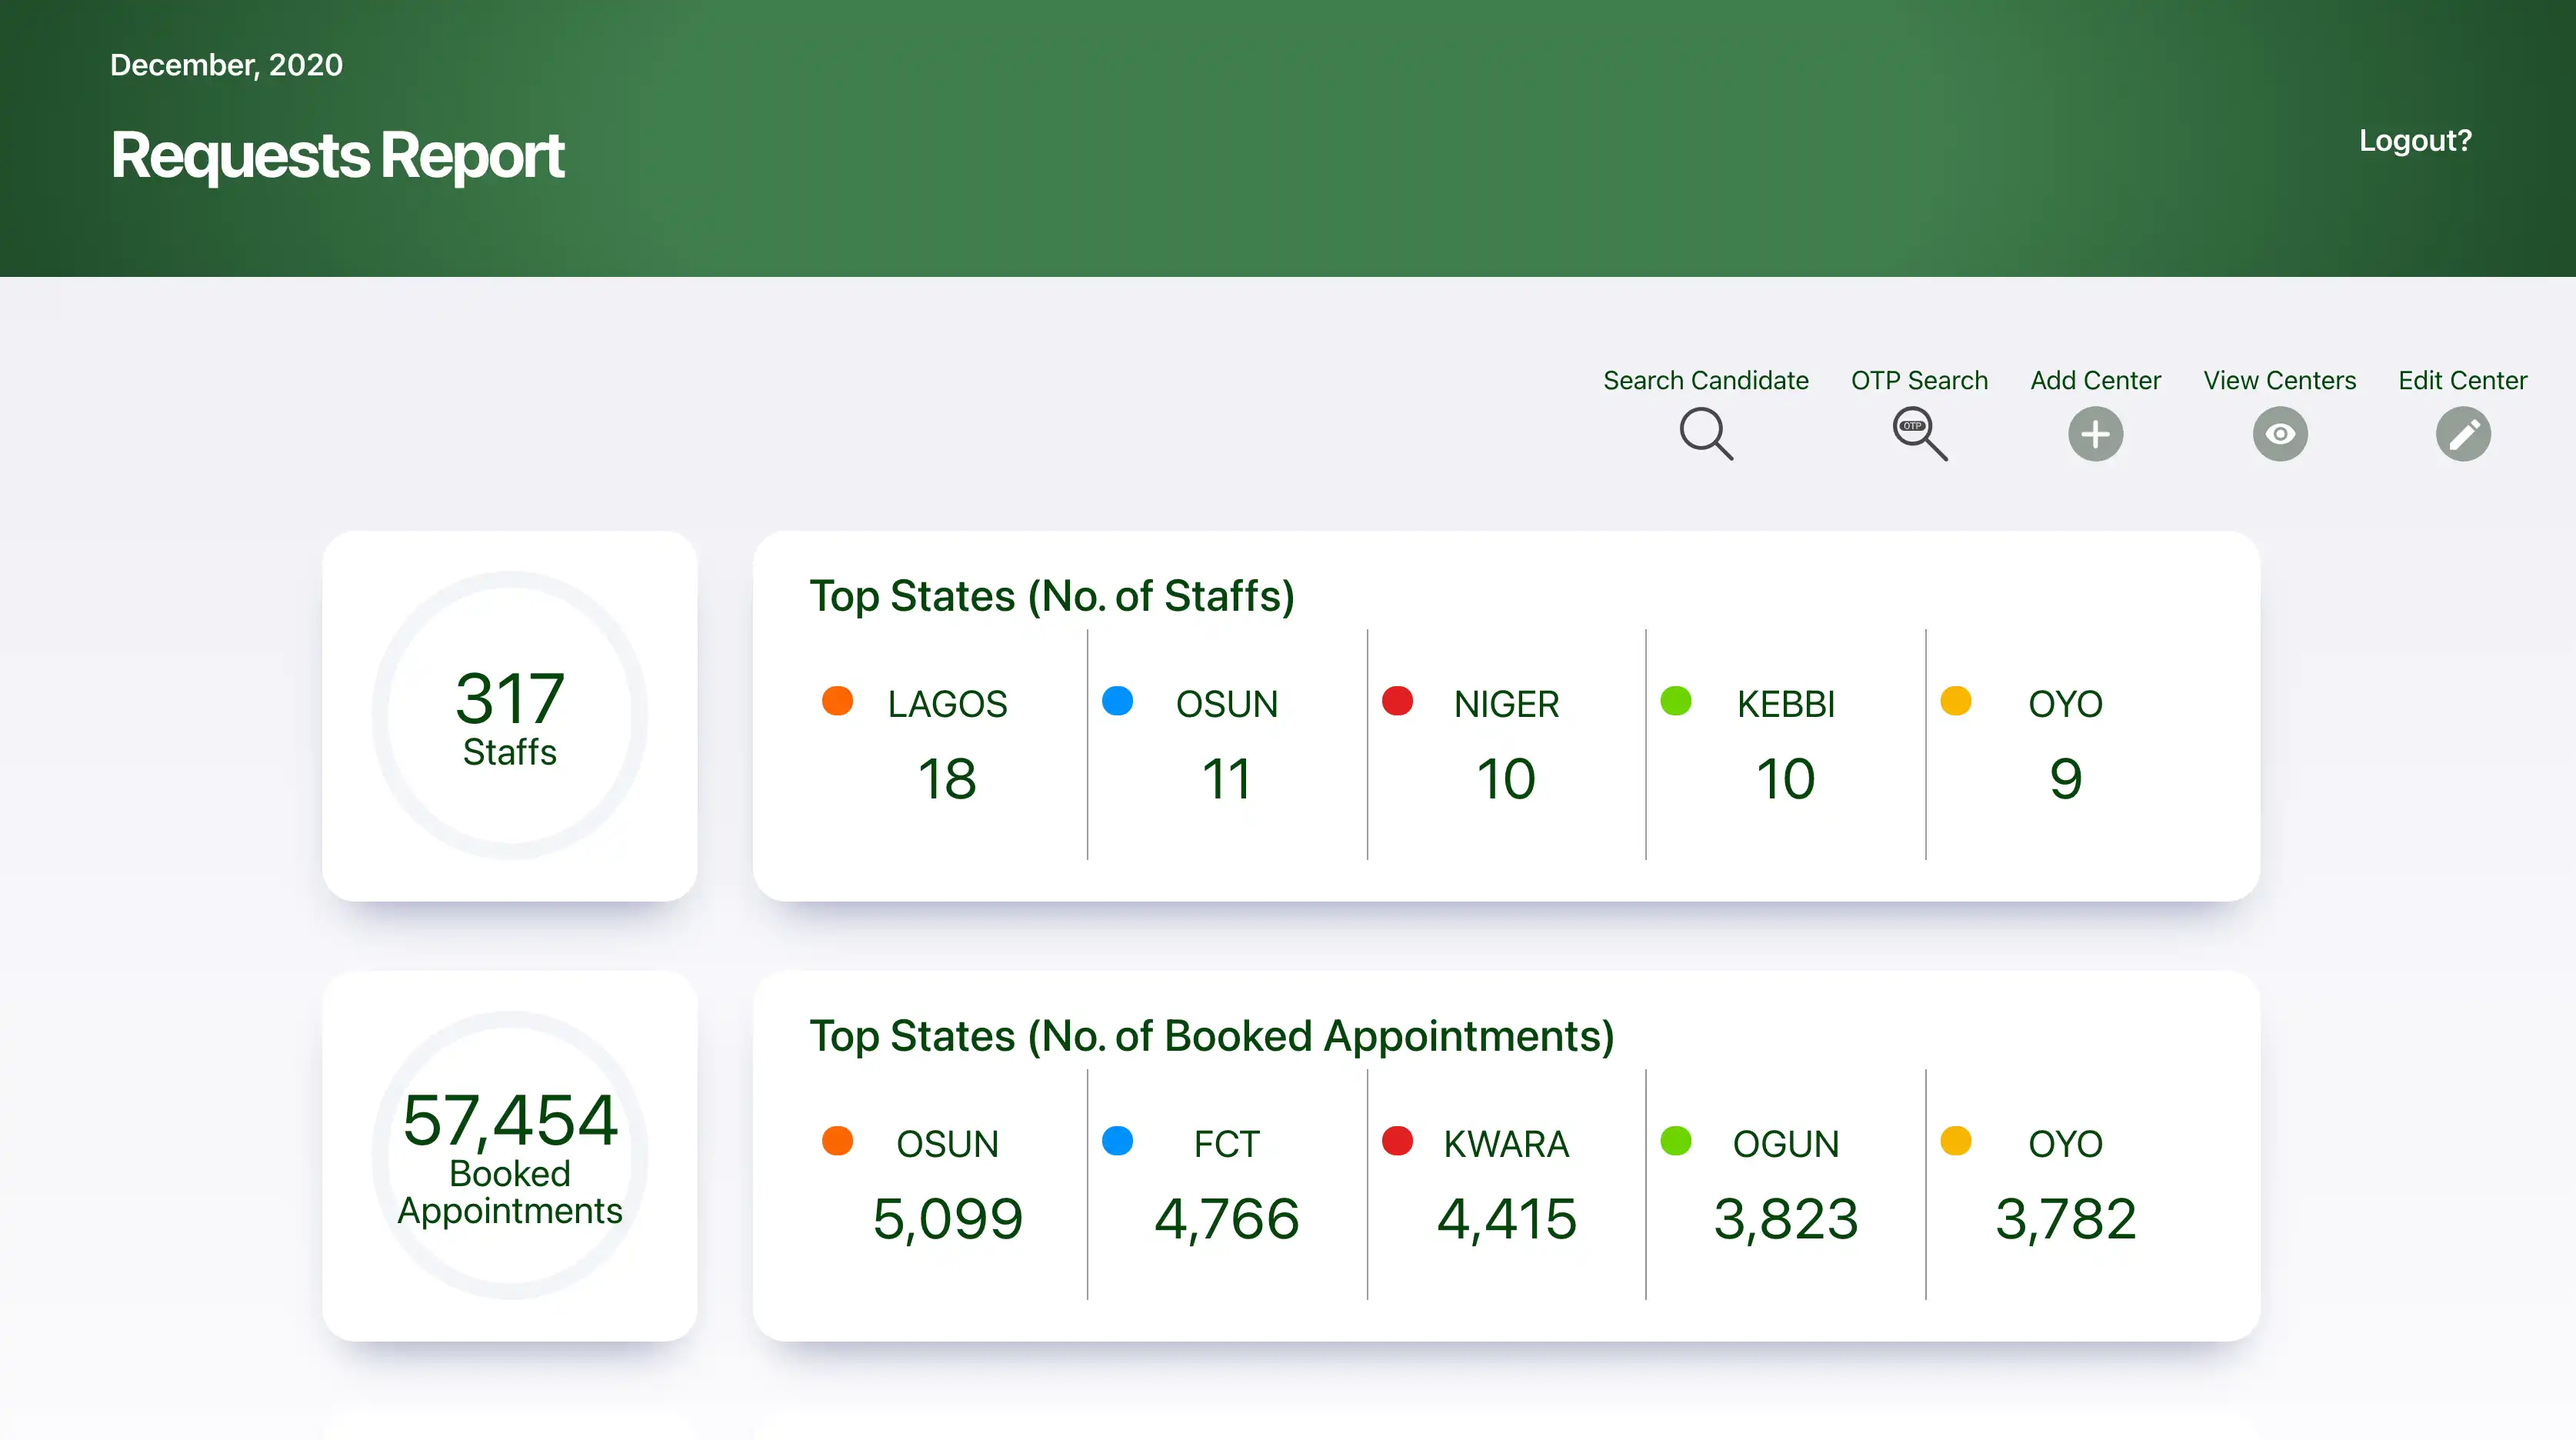 December, 2020
Requests Report
Logout?
Search Candidate
OTP Search
Add Center
View Centers
Edit Center
OTP
317
Staffs
Top States (No. of Staffs)
LAGOS
18
OSUN
11
NIGER
10
KEBBI
10
OYO
9
57,454
Booked
Appointments
Top States (No. of Booked Appointments)
OSUN
5,099
FCT
4,766
KWARA
4,415
OGUN
3,823
OYO
3,782